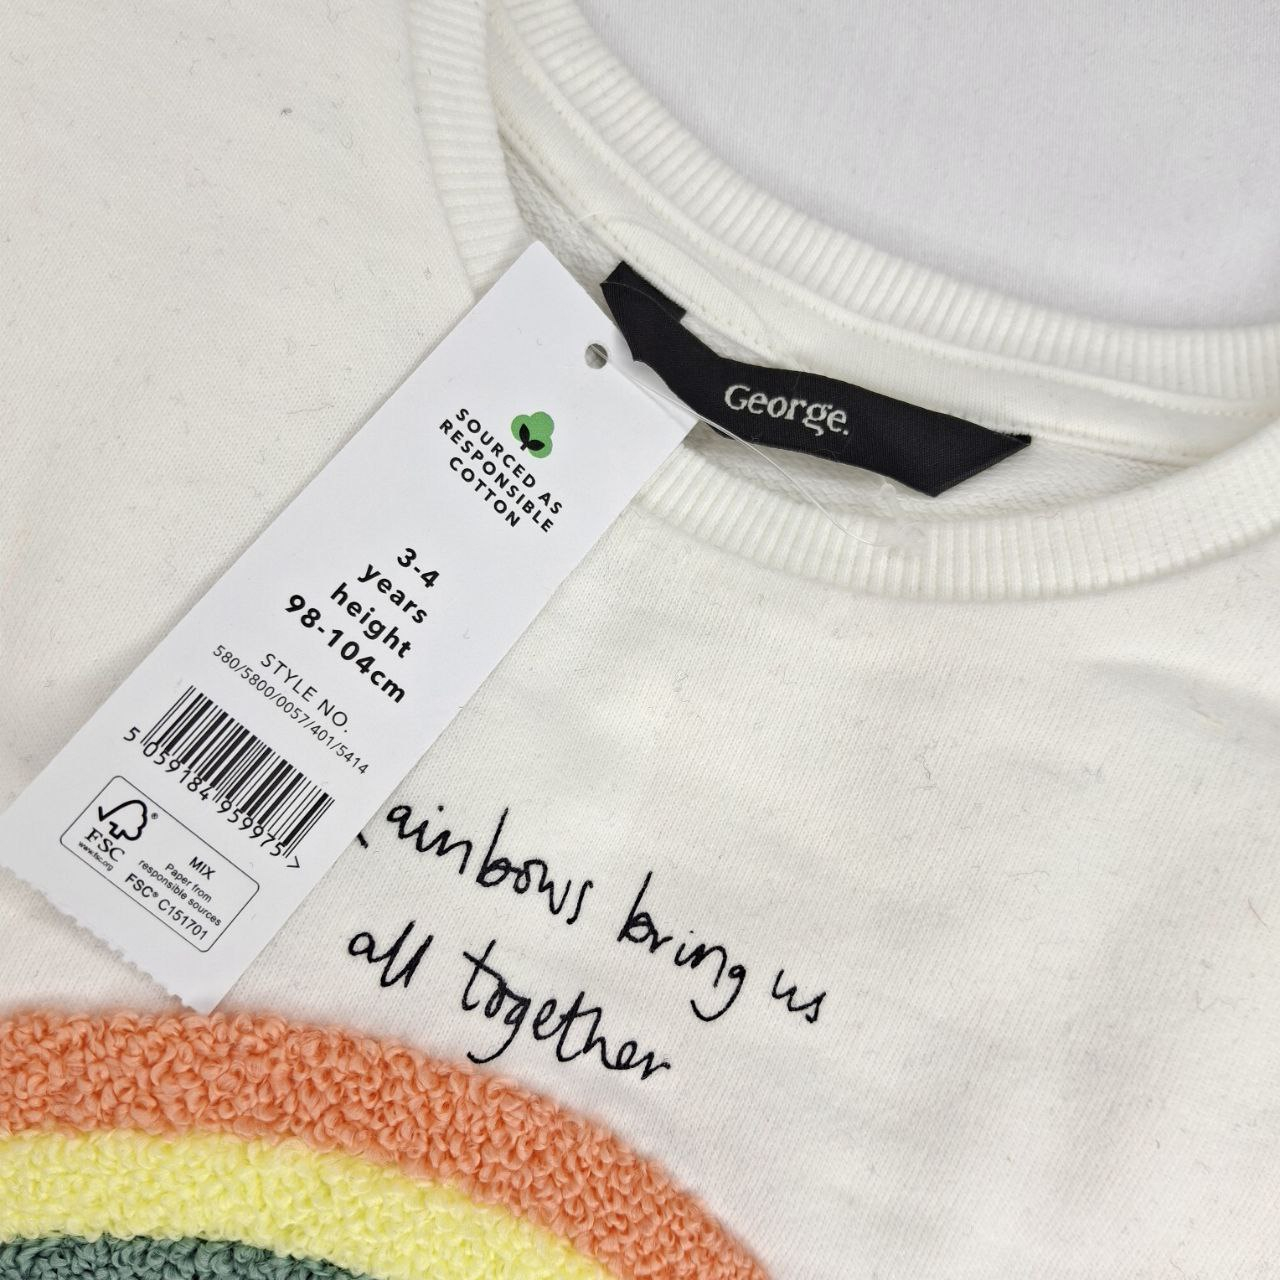 George.
SOURCED AS
RESPONSIBLE
COTTON
3-4
years
height
98-104cm
STYLE NO.
580/5800/0057/401/5414
5 059184 959975 >
FSC®
www.fsc.org
MIX
Paper from
responsible sources
FSC® C151701
Rainbows bring us
all together